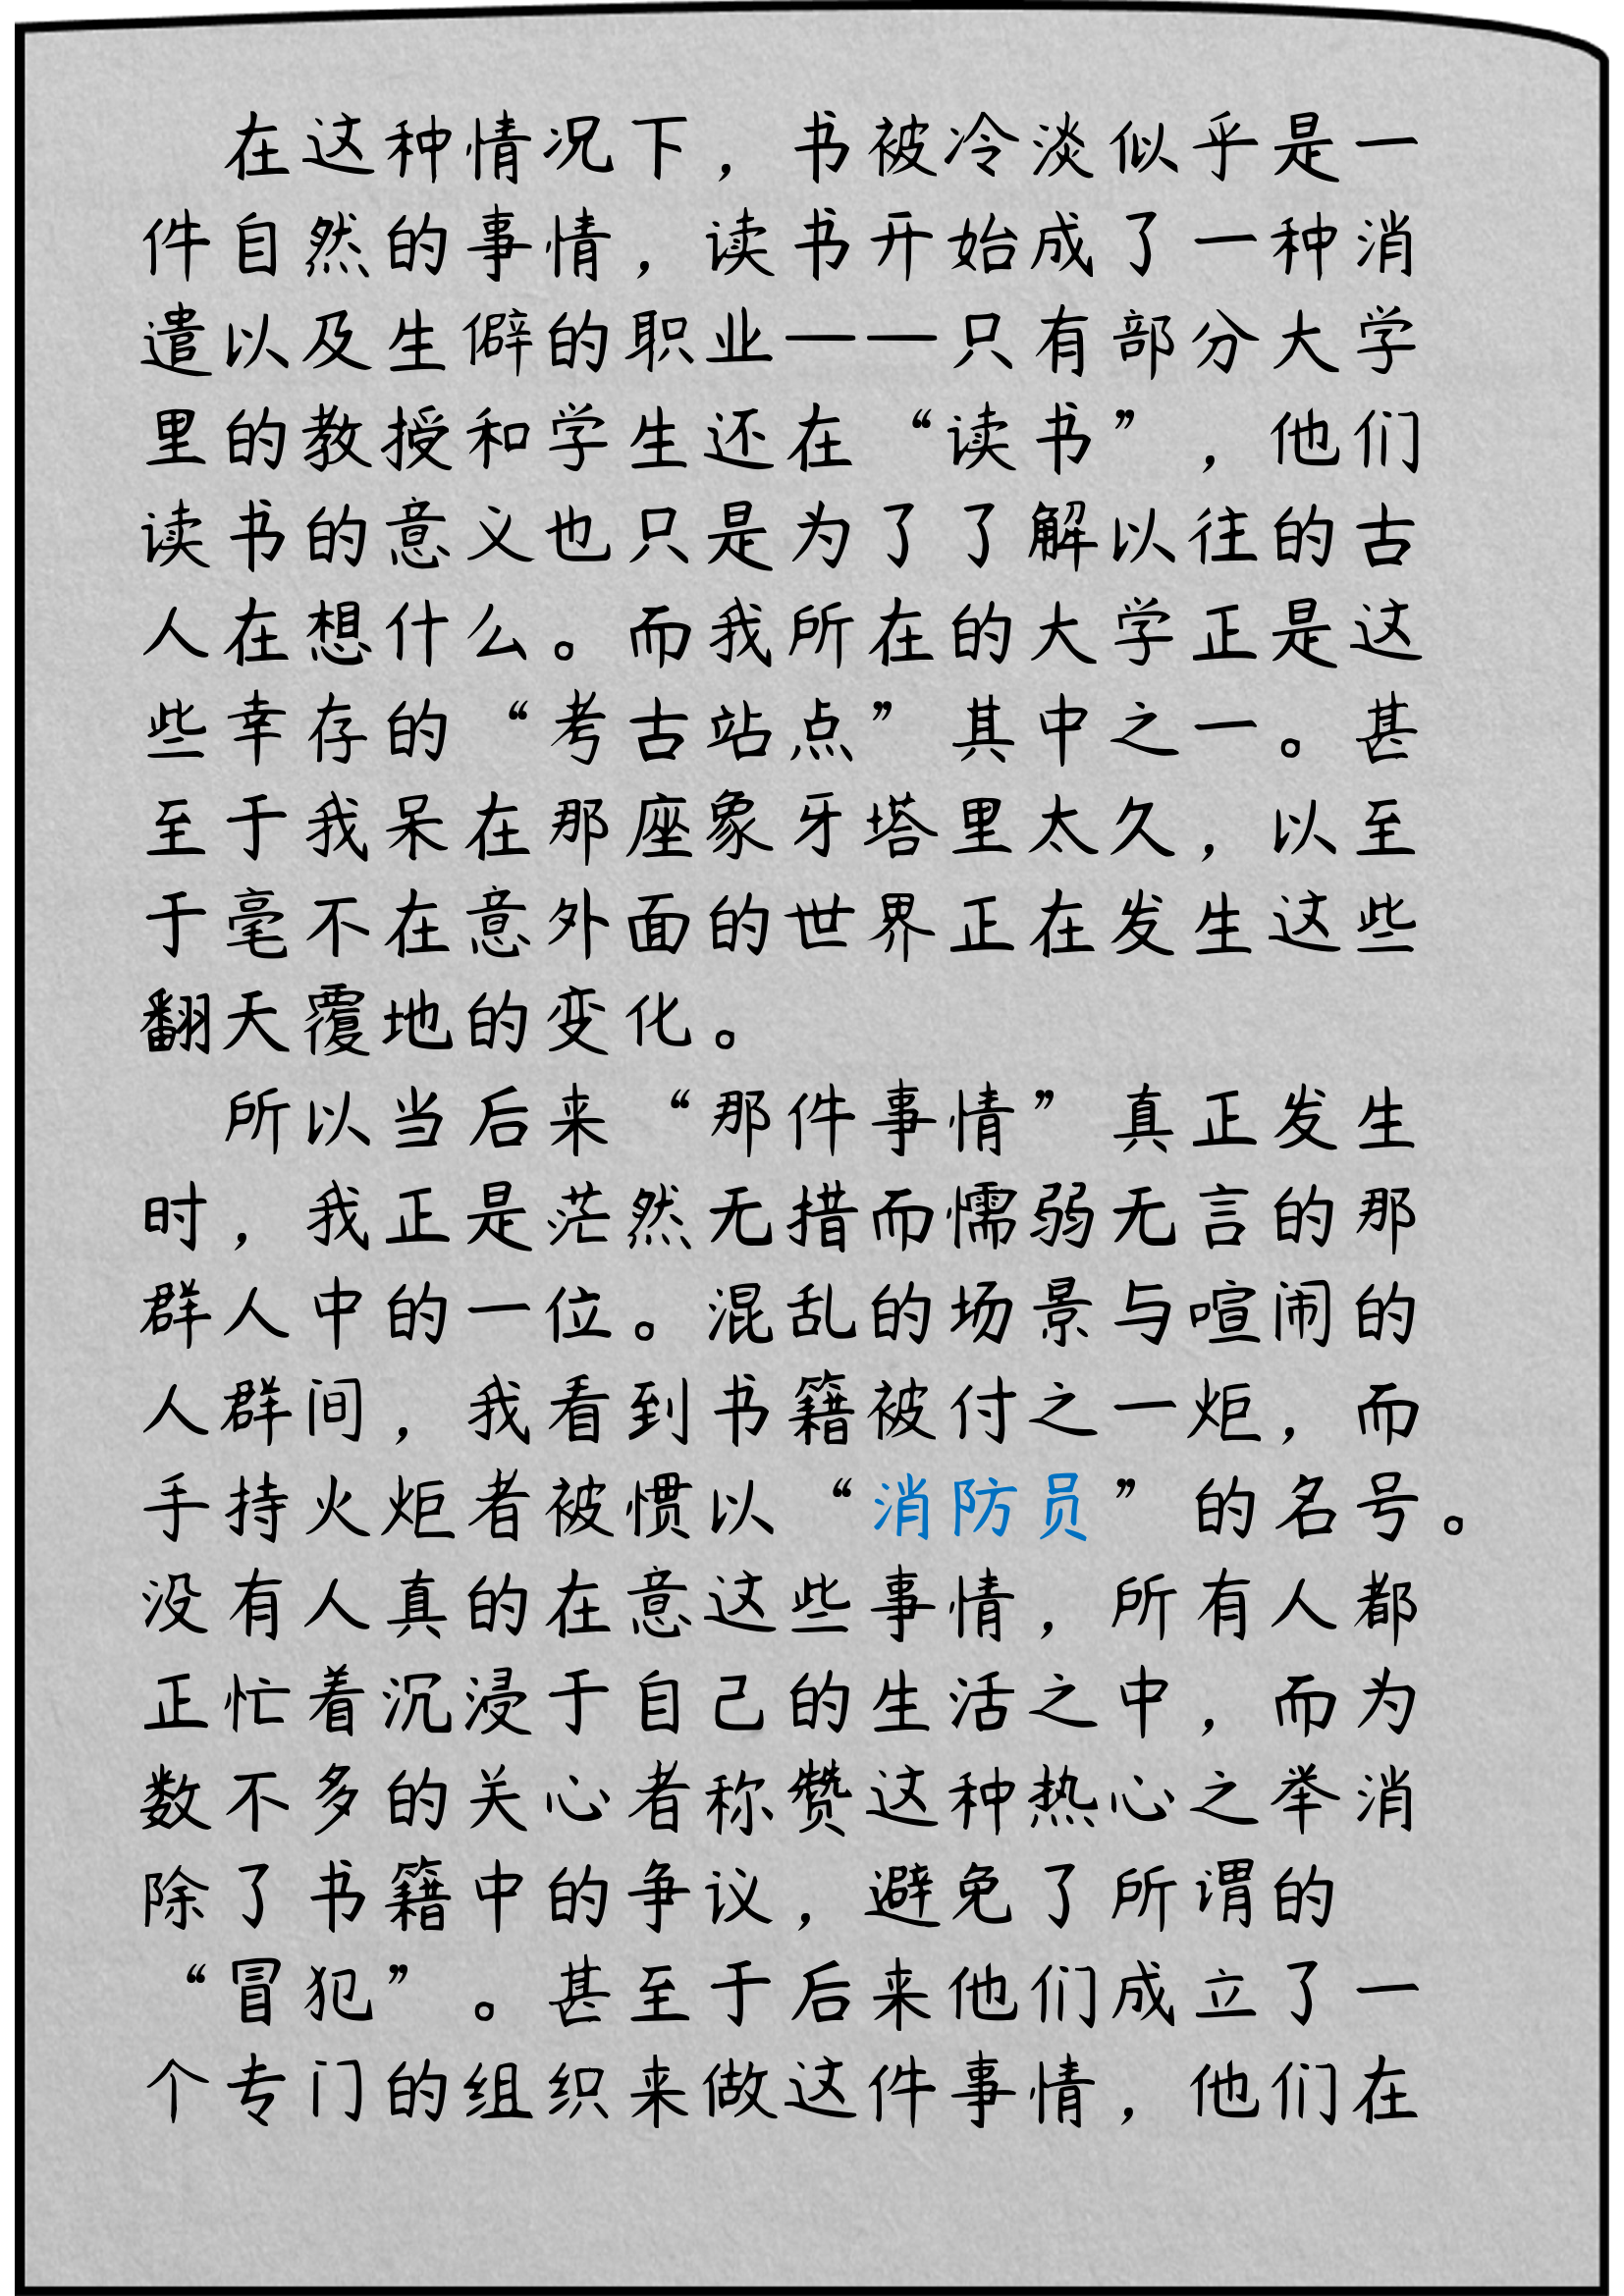 在这种情况下，书被冷淡似乎是一
件自然的事情，读书开始成了一种消
遣以及生僻的职业——只有部分大学
里的教授和学生还在“读书”，他们
读书的意义也只是为了了解以往的古
人在想什么。而我所在的大学正是这
些幸存的“考古站点”其中之一。甚
至于我呆在那座象牙塔里太久，以至
于毫不在意外面的世界正在发生这些
翻天覆地的变化。
所以当后来“那件事情”真正发生
时，我正是茫然无措而懦弱无言的那
群人中的一位。混乱的场景与喧闹的
人群间，我看到书籍被付之一炬，而
手持火炬者被惯以“消防员”的名号。
没有人真的在意这些事情，所有人都
正忙着沉浸于自己的生活之中，而为
数不多的关心者称赞这种热心之举消
除了书籍中的争议，避免了所谓的
“冒犯”。甚至于后来他们成立了一
个专门的组织来做这件事情，他们在